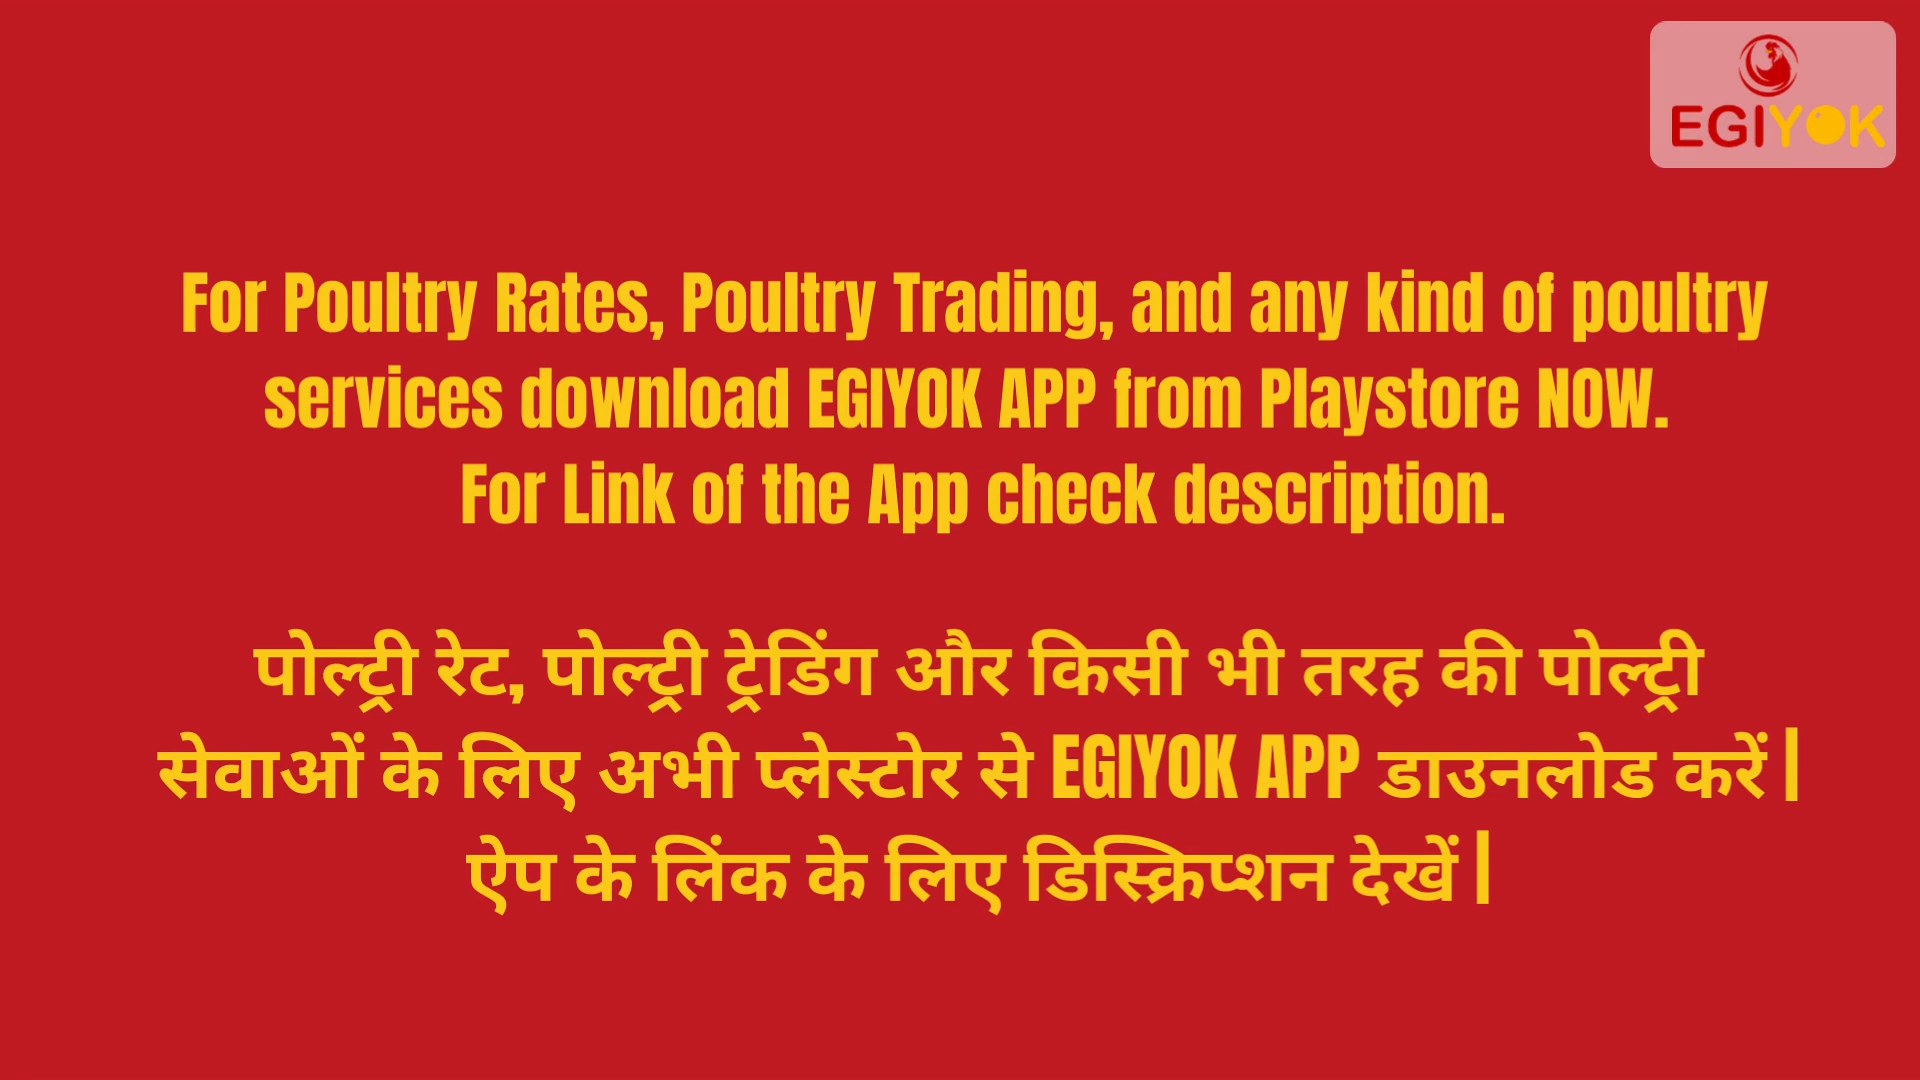 EGIYOK
For Poultry Rates, Poultry Trading, and any kind of poultry
services download EGIYOK APP from Playstore NOW.
For Link of the App check description.
पोल्ट्री रेट, पोल्ट्री ट्रेडिंग और किसी भी तरह की पोल्ट्री
सेवाओं के लिए अभी प्लेस्टोर से EGIYOK APP डाउनलोड करें|
ऐप के लिंक के लिए डिस्क्रिप्शन देखें|